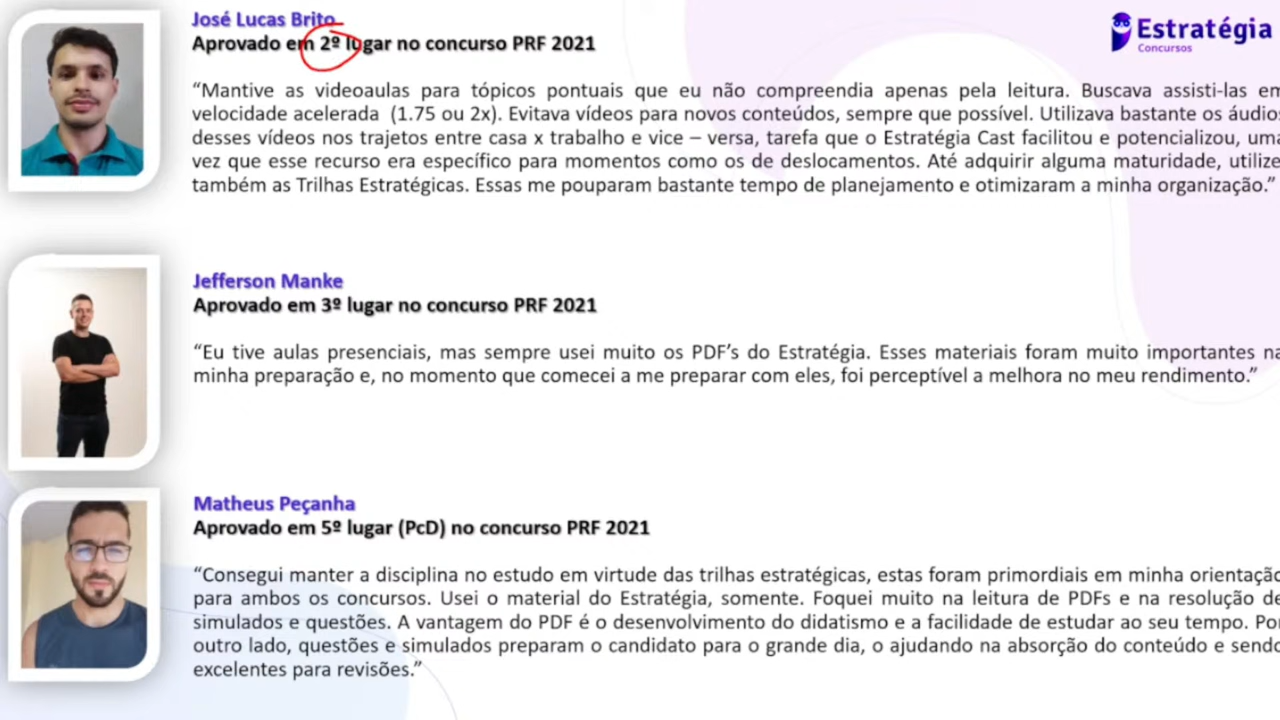 José Lucas Brito
Aprovado em 2º lugar no concurso PRF 2021
Estratégia
Concursos
“Mantive as videoaulas para tópicos pontuais que eu não compreendia apenas pela leitura. Buscava assisti-las em
velocidade acelerada (1.75 ou 2x). Evitava vídeos para novos conteúdos, sempre que possível. Utilizava bastante os áudios
desses vídeos nos trajetos entre casa x trabalho e vice – versa, tarefa que o Estratégia Cast facilitou e potencializou, uma
vez que esse recurso era específico para momentos como os de deslocamentos. Até adquirir alguma maturidade, utilize
também as Trilhas Estratégicas. Essas me pouparam bastante tempo de planejamento e otimizaram a minha organização.”
Jefferson Manke
Aprovado em 3º lugar no concurso PRF 2021
“Eu tive aulas presenciais, mas sempre usei muito os PDF’s do Estratégia. Esses materiais foram muito importantes na
minha preparação e, no momento que comecei a me preparar com eles, foi perceptível a melhora no meu rendimento.”
Matheus Peçanha
Aprovado em 5º lugar (PcD) no concurso PRF 2021
“Consegui manter a disciplina no estudo em virtude das trilhas estratégicas, estas foram primordiais em minha orientação
para ambos os concursos. Usei o material do Estratégia, somente. Foquei muito na leitura de PDFs e na resolução de
simulados e questões. A vantagem do PDF é o desenvolvimento do didatismo e a facilidade de estudar ao seu tempo. Por
outro lado, questões e simulados preparam o candidato para o grande dia, o ajudando na absorção do conteúdo e sendo
excelentes para revisões.”